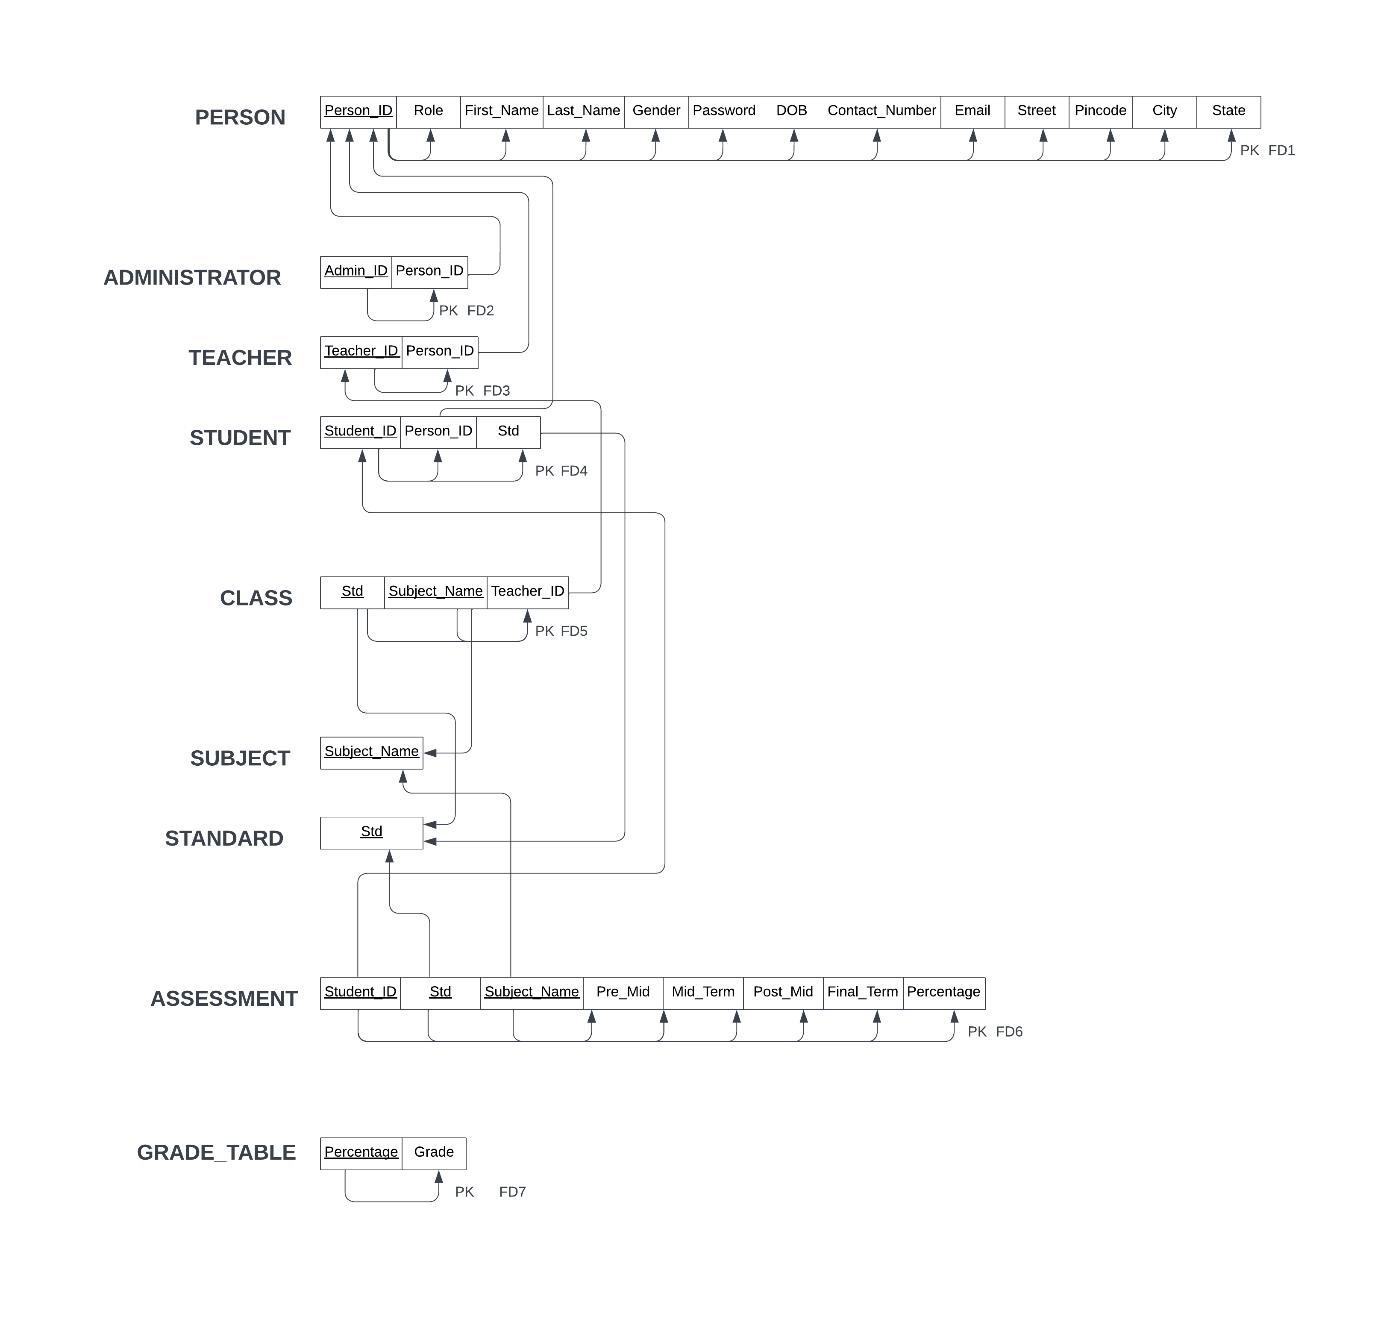 PERSON Person_ID Role First_Name Last_Name Gender Password DOB Contact_Number Email Street Pincode City State
PK FD1
ADMINISTRATOR Admin_ID Person_ID
PK FD2
TEACHER Teacher_ID Person_ID
PK FD3
STUDENT Student_ID Person_ID Std
PK FD4
CLASS Std Subject_Name Teacher_ID
PK FD5
SUBJECT Subject_Name
STANDARD Std
ASSESSMENT Student_ID Std Subject_Name Pre_Mid Mid_Term Post_Mid Final_Term Percentage
PK FD6
GRADE_TABLE Percentage Grade
PK FD7